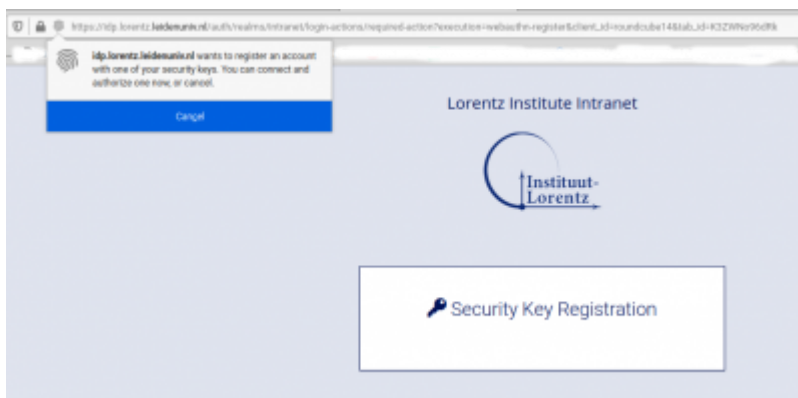 https://idp.lorentz.leidenuniv.nl/auth/realms/intranet/login-actions/required-action?execution=webauthn-register&client_id=roundcube14&tab_id=
idp.lorentz.leidenuniv.nl wants to register an account
with one of your security keys. You can connect and
authorize one now, or cancel.
Cancel
Lorentz Institute Intranet
Instituut-
Lorentz
Security Key Registration